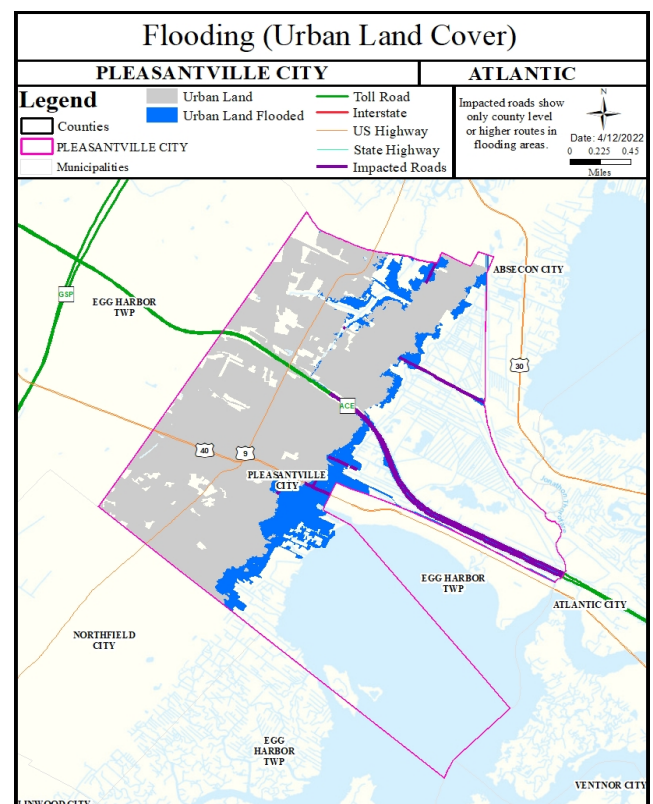 Flooding (Urban Land Cover)
PLEASANTVILLE CITY
ATLANTIC
Legend
Counties
PLEASANTVILLE CITY
Municipalities
Urban Land
Urban Land Flooded
Toll Road
Interstate
US Highway
State Highway
Impacted Roads
Impacted roads show
only county level
or higher routes in
flooding areas.
N
Date: 4/12/2022
0 0.225 0.45
Miles
ABSECON CITY
GSP
EGG HARBOR
TWP
30
ACE
40
9
PLEASANTVILLE
CITY
EGG HARBOR
TWP
ATLANTIC CITY
NORTHFIELD
CITY
EGG
HARBOR
TWP
VENTNOR CITY
LINWOOD CITY